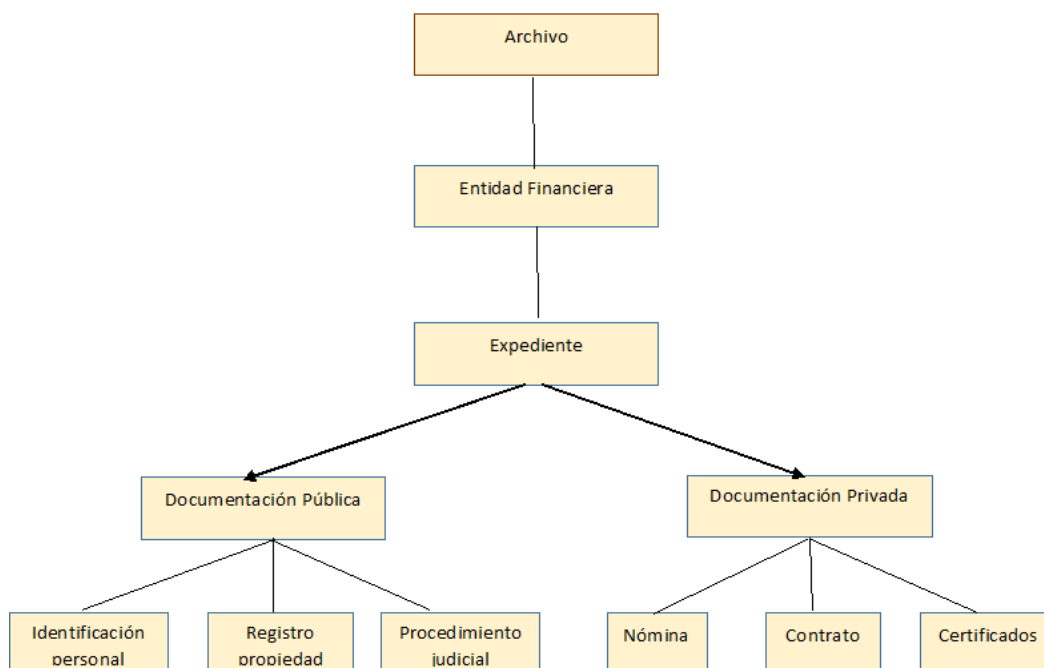 Archivo
Entidad Financiera
Expediente
Documentación Pública
Documentación Privada
Identificación
personal
Registro
propiedad
Procedimiento
judicial
Nómina
Contrato
Certificados